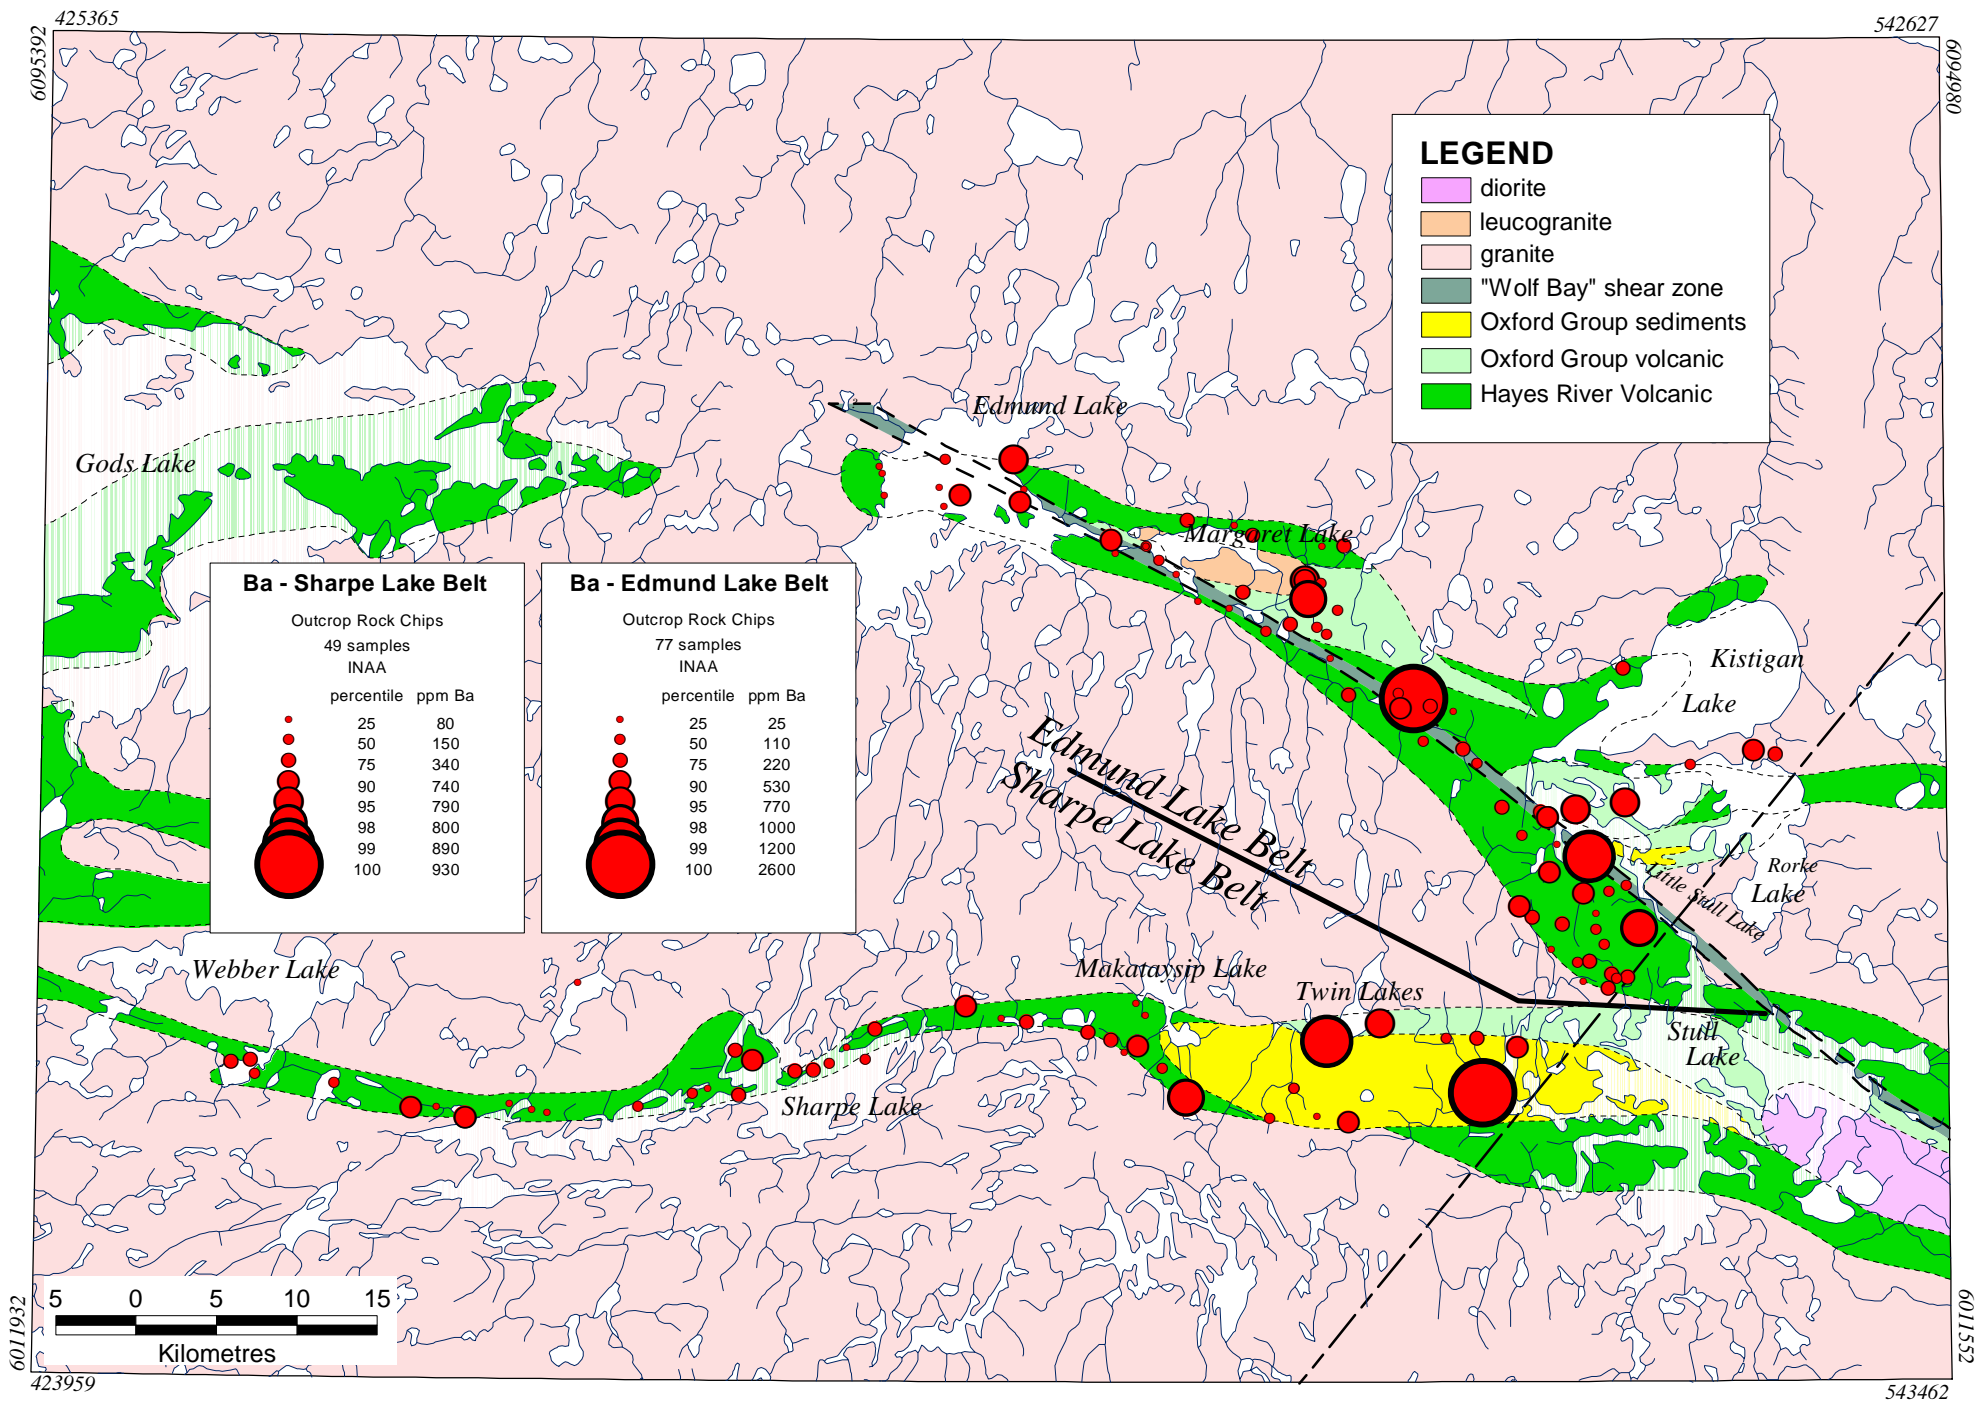 425365
542627
6095392
6094980
LEGEND
diorite
leucogranite
granite
"Wolf Bay" shear zone
Oxford Group sediments
Oxford Group volcanic
Hayes River Volcanic
Edmund Lake
Gods Lake
Margaret Lake
Ba - Sharpe Lake Belt
Outcrop Rock Chips
49 samples
INAA
percentile ppm Ba
25 80
50 150
75 340
90 740
95 790
98 800
99 890
100 930
Ba - Edmund Lake Belt
Outcrop Rock Chips
77 samples
INAA
percentile ppm Ba
25 25
50 110
75 220
90 530
95 770
98 1000
99 1200
100 2600
Kistigan
Lake
Edmund Lake Belt
Sharpe Lake Belt
Rorke
Lake
Little Stull Lake
Webber Lake
Makataysip Lake
Twin Lakes
Stull
Lake
Sharpe Lake
5 0 5 10 15
Kilometres
6011932
6011552
423959
543462